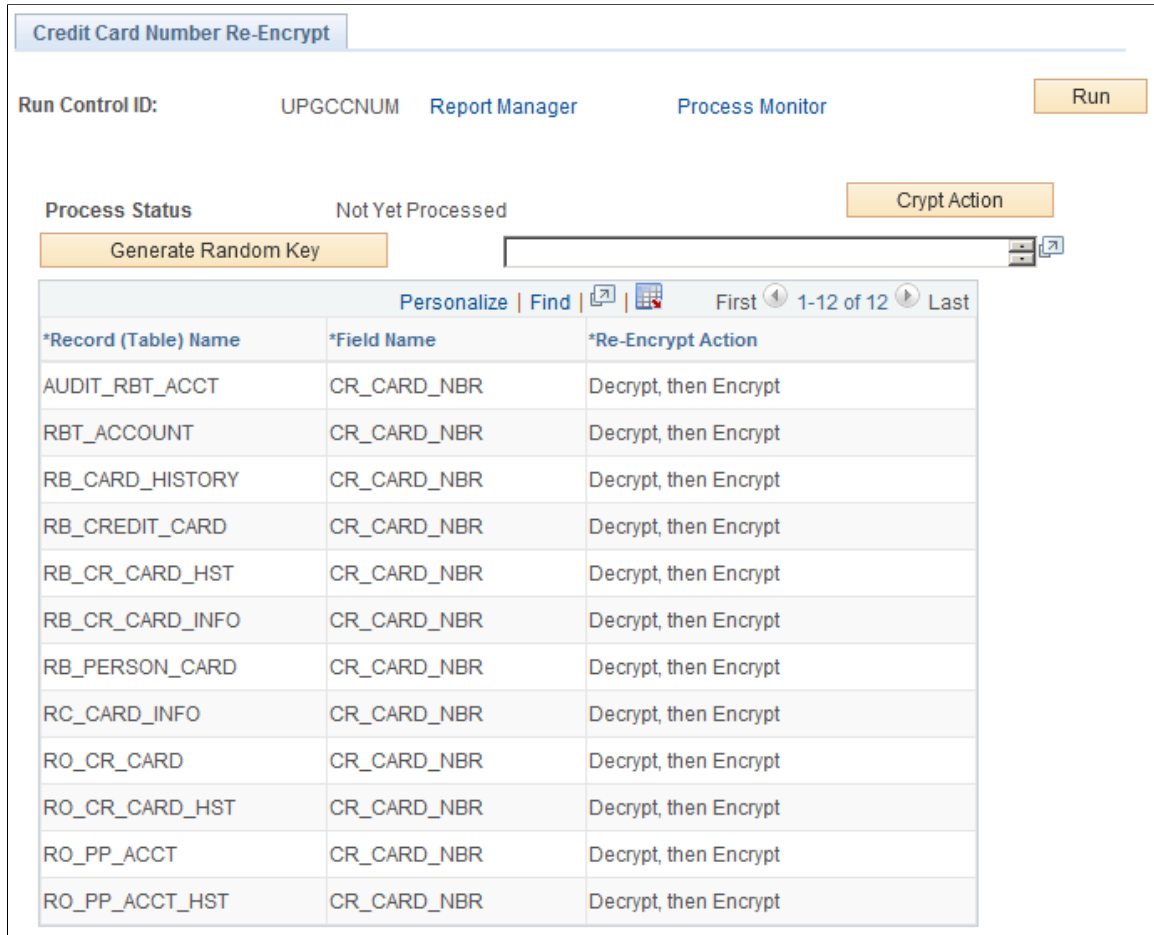 Credit Card Number Re-Encrypt
Run Control ID: UPGCCNUM Report Manager Process Monitor Run
Process Status Not Yet Processed Crypt Action
Generate Random Key
Personalize | Find | | First 1-12 of 12 Last
*Record (Table) Name *Field Name *Re-Encrypt Action
AUDIT_RBT_ACCT CR_CARD_NBR Decrypt, then Encrypt
RBT_ACCOUNT CR_CARD_NBR Decrypt, then Encrypt
RB_CARD_HISTORY CR_CARD_NBR Decrypt, then Encrypt
RB_CREDIT_CARD CR_CARD_NBR Decrypt, then Encrypt
RB_CR_CARD_HST CR_CARD_NBR Decrypt, then Encrypt
RB_CR_CARD_INFO CR_CARD_NBR Decrypt, then Encrypt
RB_PERSON_CARD CR_CARD_NBR Decrypt, then Encrypt
RC_CARD_INFO CR_CARD_NBR Decrypt, then Encrypt
RO_CR_CARD CR_CARD_NBR Decrypt, then Encrypt
RO_CR_CARD_HST CR_CARD_NBR Decrypt, then Encrypt
RO_PP_ACCT CR_CARD_NBR Decrypt, then Encrypt
RO_PP_ACCT_HST CR_CARD_NBR Decrypt, then Encrypt